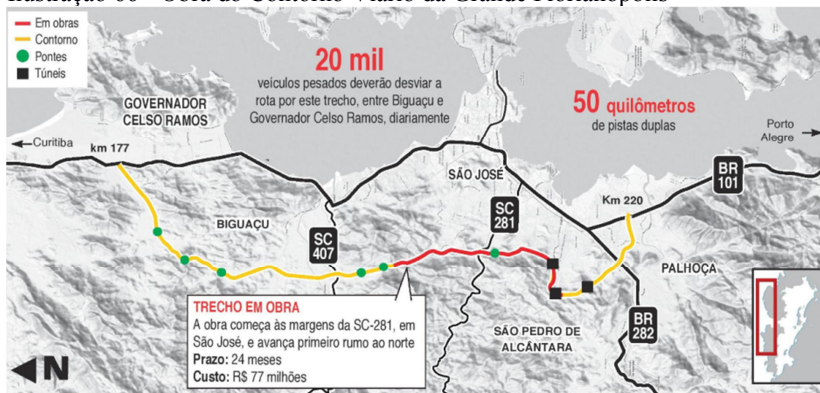 Ilustração 60 - Obra do Contorno Viário da Grande Florianópolis
Em obras
Contorno
Pontes
Túneis
20 mil
veículos pesados deverão desviar a
rota por este trecho, entre Biguaçu e
Governador Celso Ramos, diariamente
50 quilômetros
de pistas duplas
GOVERNADOR
CELSO RAMOS
Curitiba
km 177
Porto
Alegre
BR
101
SÃO JOSÉ
SC
281
Km 220
BIGUAÇU
SC
407
PALHOÇA
TRECHO EM OBRA
A obra começa às margens da SC-281, em
São José, e avança primeiro rumo ao norte
Prazo: 24 meses
Custo: R$ 77 milhões
SÃO PEDRO DE
ALCÂNTARA
BR
282
N